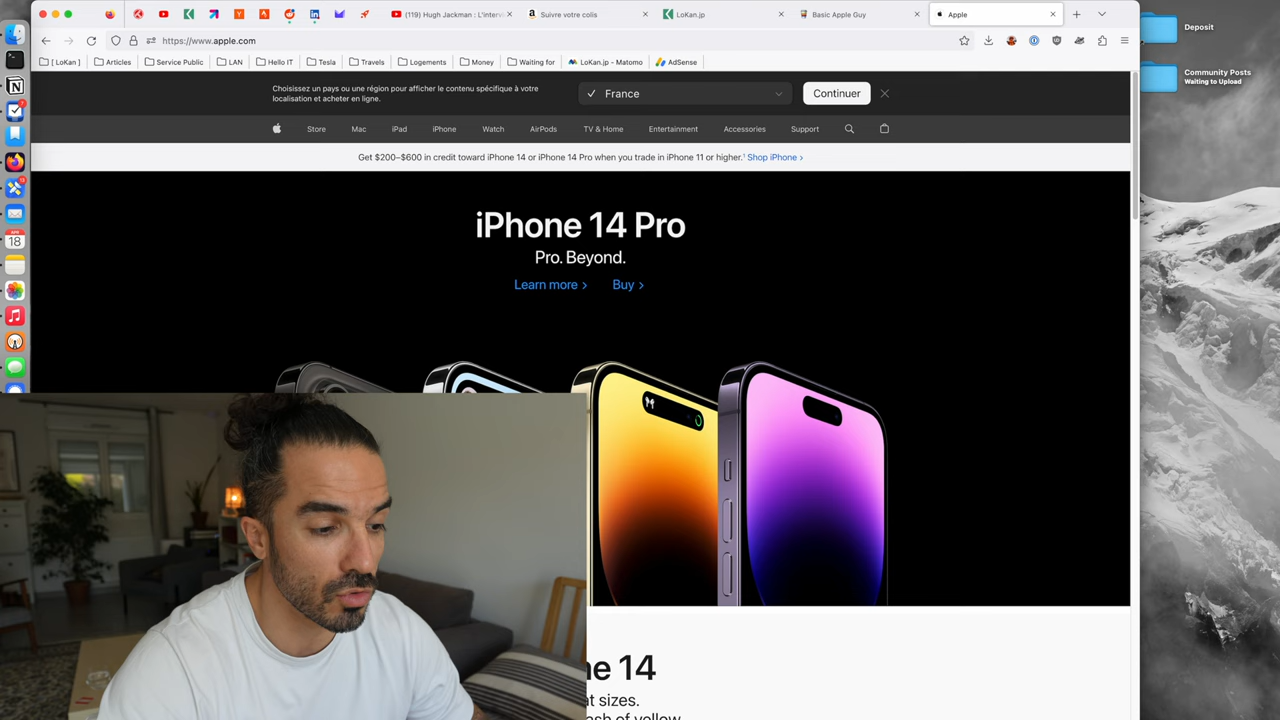 (119) Hugh Jackman : L'interv
Suivre votre colis
LoKan.jp
Basic Apple Guy
Apple
https://www.apple.com
[ LoKan ]
Articles
Service Public
LAN
Hello IT
Tesla
Travels
Logements
Money
Waiting for
LoKan.jp - Matomo
AdSense
Deposit
Community Posts
Waiting to Upload
Choisissez un pays ou une région pour afficher le contenu spécifique à votre
localisation et acheter en ligne.
France
Continuer
Store
Mac
iPad
iPhone
Watch
AirPods
TV & Home
Entertainment
Accessories
Support
Get $200–$600 in credit toward iPhone 14 or iPhone 14 Pro when you trade in iPhone 11 or higher.¹ Shop iPhone >
iPhone 14 Pro
Pro. Beyond.
Learn more >
Buy >
18
ne 14
at sizes.
ash of yellow.